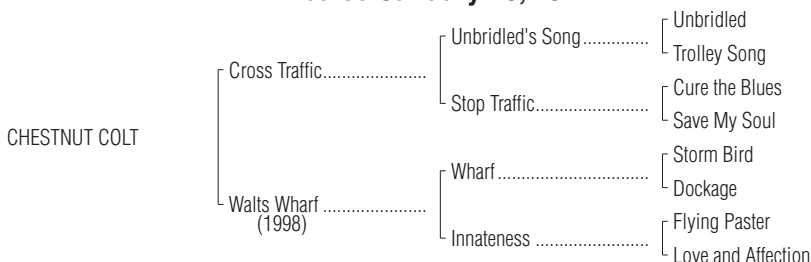 CHESTNUT COLT
Cross Traffic......................
Walts Wharf ......................
(1998)
Unbridled's Song..............
Stop Traffic........................
Wharf ................................
Innateness ........................
Unbridled
Trolley Song
Cure the Blues
Save My Soul
Storm Bird
Dockage
Flying Paster
Love and Affection